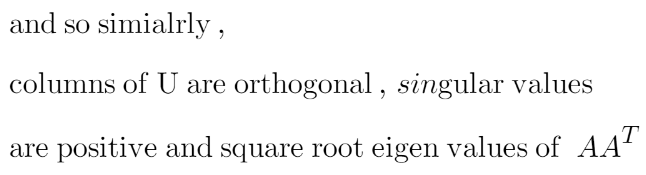 and so simialrly ,
columns of U are orthogonal , singular values
are positive and square root eigen values of AA^T